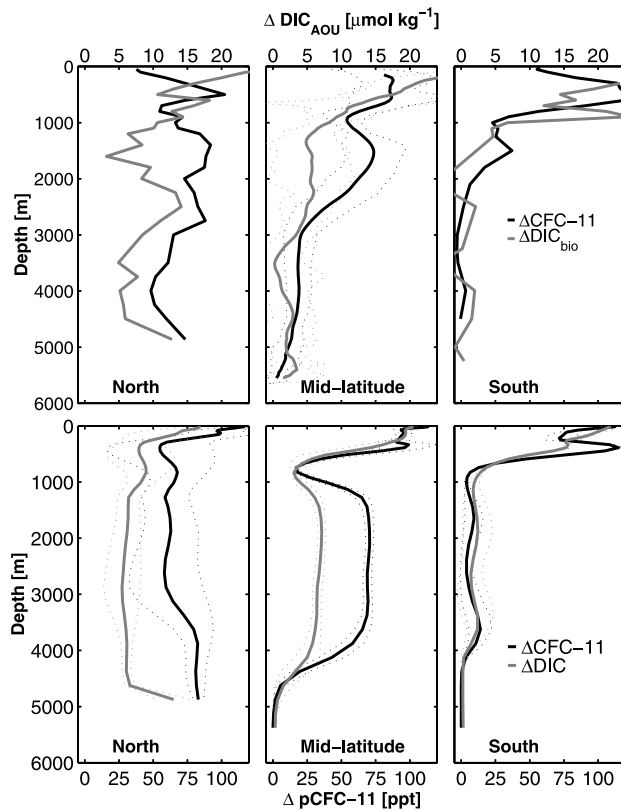 Δ DIC_AOU [μmol kg⁻¹]
0 5 10 15 20 0 5 10 15 20 0 5 10 15 20
Depth [m]
0
1000
2000
3000
4000
5000
6000
ΔCFC−11
ΔDIC_bio
North Mid−latitude South
Depth [m]
0
1000
2000
3000
4000
5000
6000
ΔCFC−11
ΔDIC
North Mid−latitude South
0 25 50 75 100 0 25 50 75 100 0 25 50 75 100
Δ pCFC−11 [ppt]